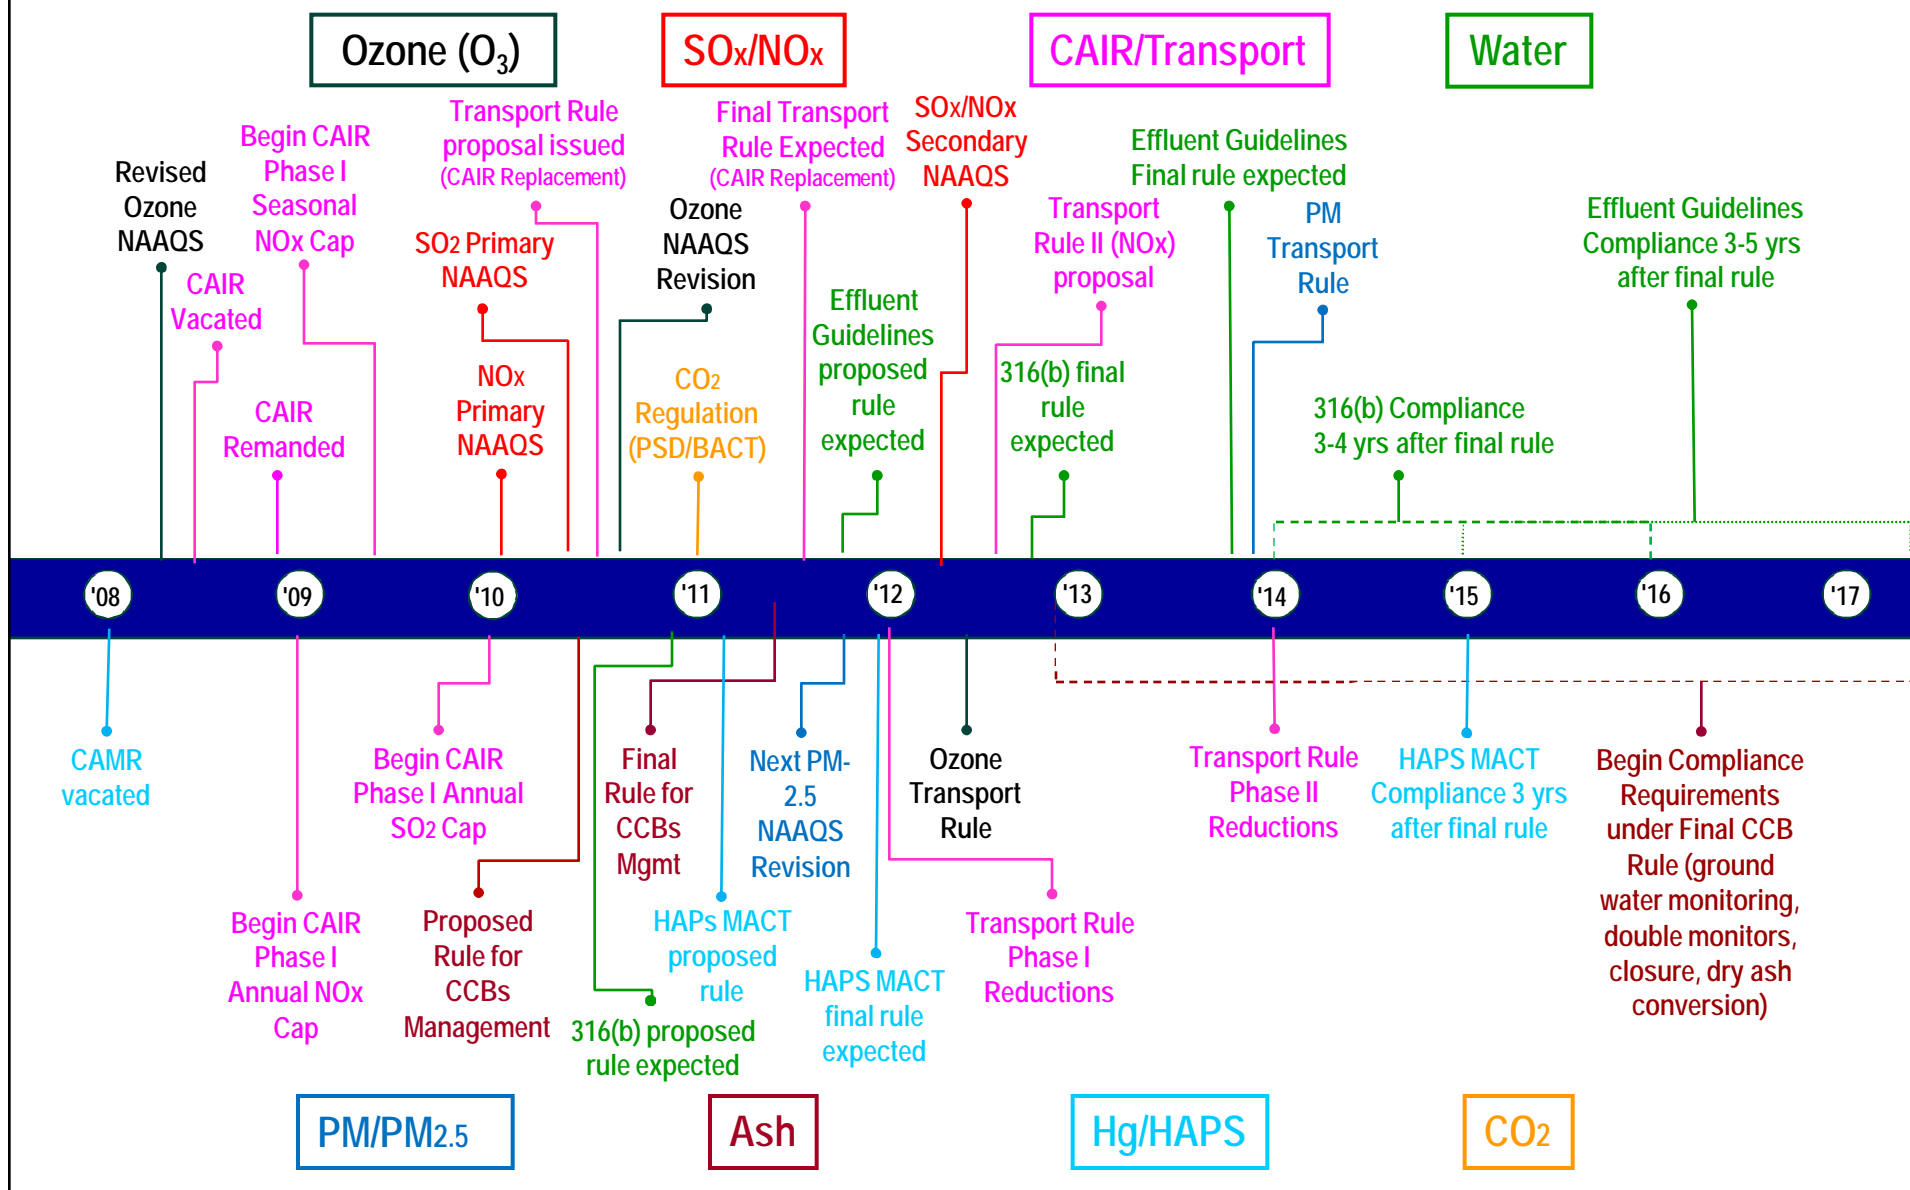 Ozone (O3)
SOx/NOx
CAIR/Transport
Water
Revised
Ozone
NAAQS
CAIR
Vacated
Begin CAIR
Phase I
Seasonal
NOx Cap
CAIR
Remanded
Transport Rule
proposal issued
(CAIR Replacement)
SO2 Primary
NAAQS
NOx
Primary
NAAQS
Ozone
NAAQS
Revision
CO2
Regulation
(PSD/BACT)
Final Transport
Rule Expected
(CAIR Replacement)
Effluent
Guidelines
proposed
rule
expected
SOx/NOx
Secondary
NAAQS
Transport
Rule II (NOx)
proposal
316(b) final
rule
expected
Effluent Guidelines
Final rule expected
PM
Transport
Rule
316(b) Compliance
3-4 yrs after final rule
Effluent Guidelines
Compliance 3-5 yrs
after final rule
'08
'09
'10
'11
'12
'13
'14
'15
'16
'17
CAMR
vacated
Begin CAIR
Phase I
Annual NOx
Cap
Begin CAIR
Phase I Annual
SO2 Cap
Proposed
Rule for
CCBs
Management
316(b) proposed
rule expected
Final
Rule for
CCBs
Mgmt
HAPs MACT
proposed
rule
Next PM-
2.5
NAAQS
Revision
HAPS MACT
final rule
expected
Ozone
Transport
Rule
Transport Rule
Phase I
Reductions
Transport Rule
Phase II
Reductions
HAPS MACT
Compliance 3 yrs
after final rule
Begin Compliance
Requirements
under Final CCB
Rule (ground
water monitoring,
double monitors,
closure, dry ash
conversion)
PM/PM2.5
Ash
Hg/HAPS
CO2